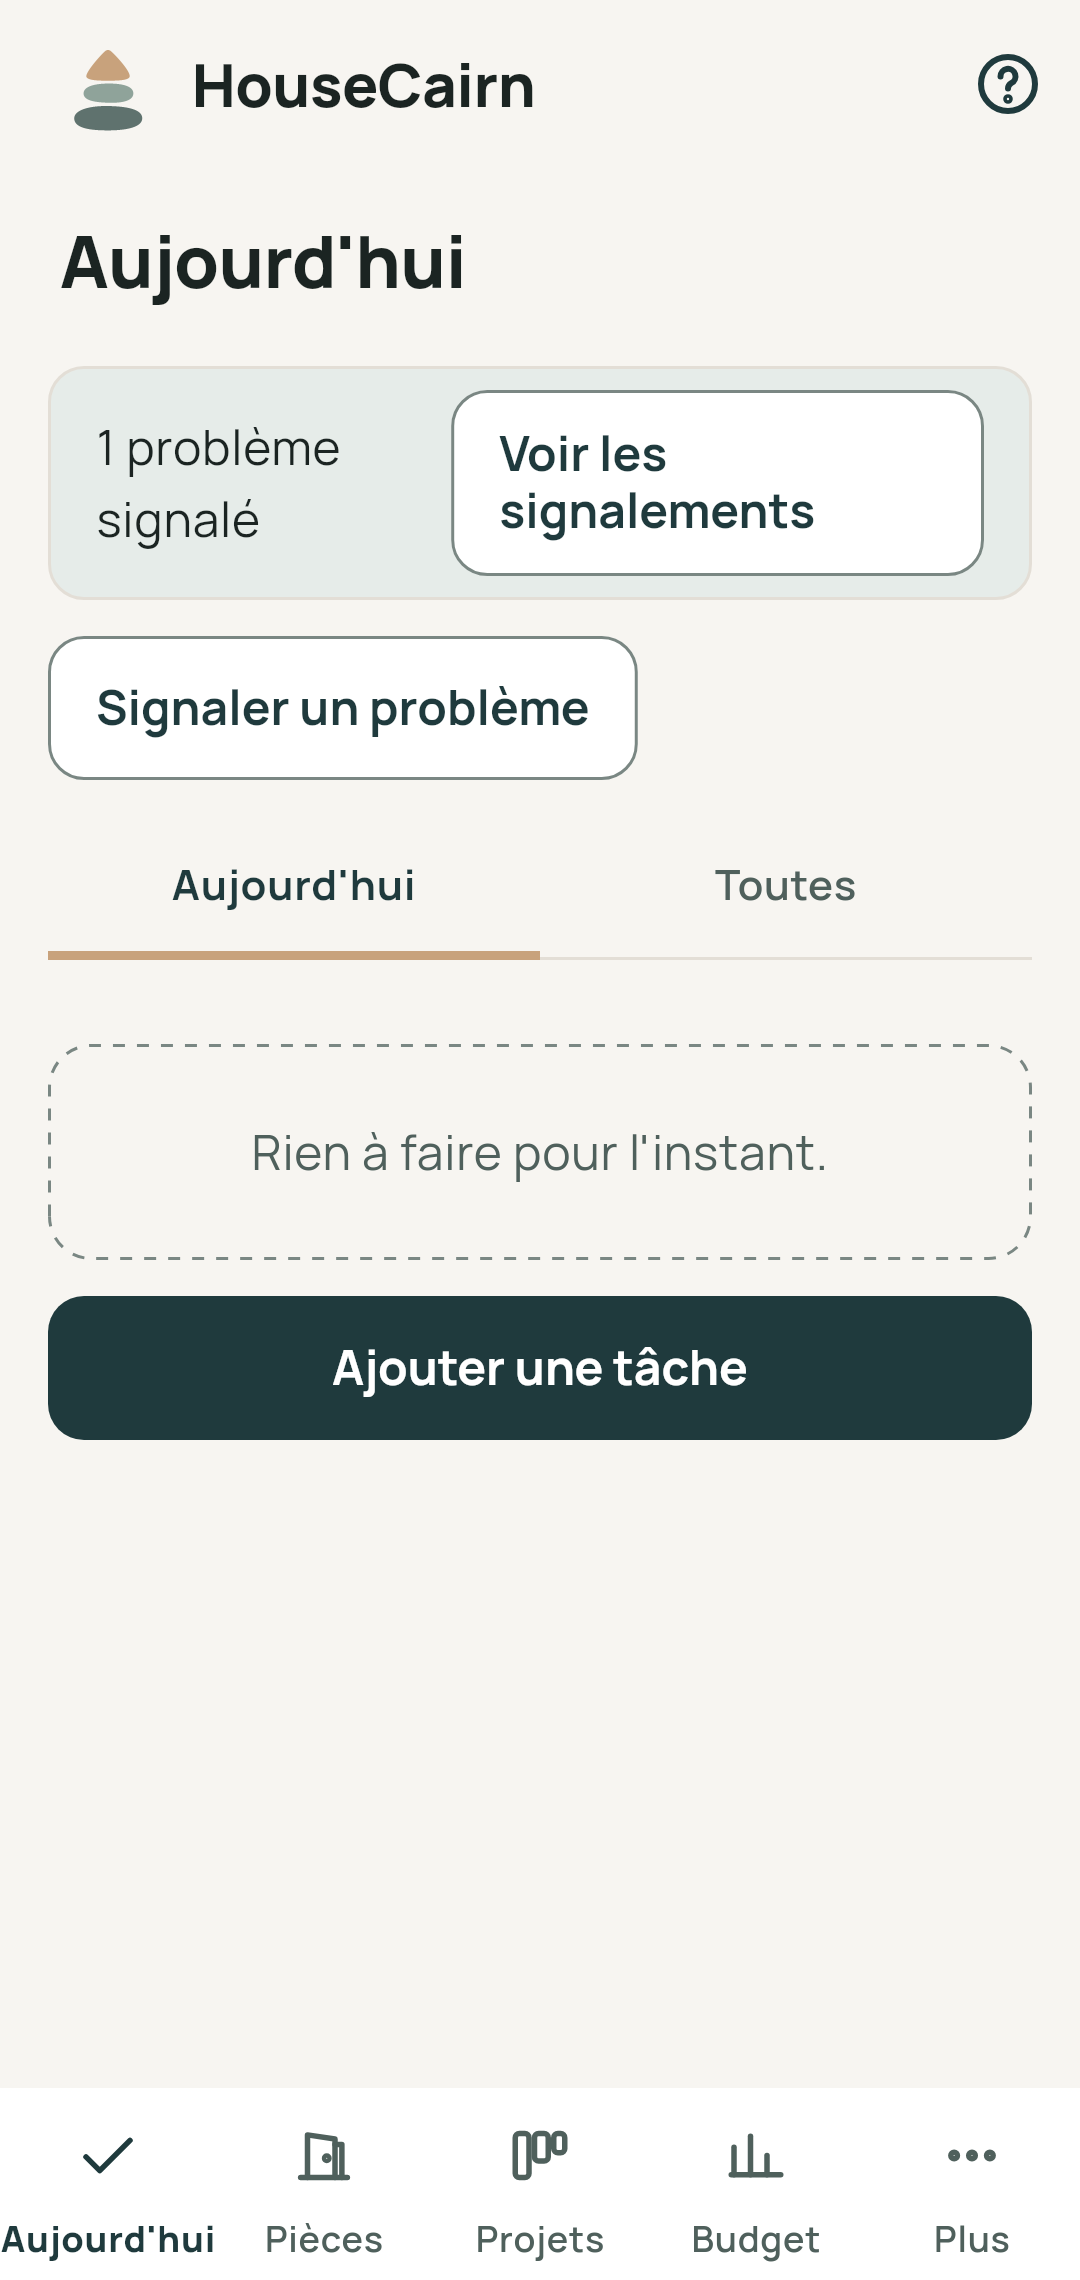 HouseCairn
Aujourd'hui
1 problème
signalé
Voir les
signalements
Signaler un problème
Aujourd'hui
Toutes
Rien à faire pour l'instant.
Ajouter une tâche
Aujourd'hui
Pièces
Projets
Budget
Plus